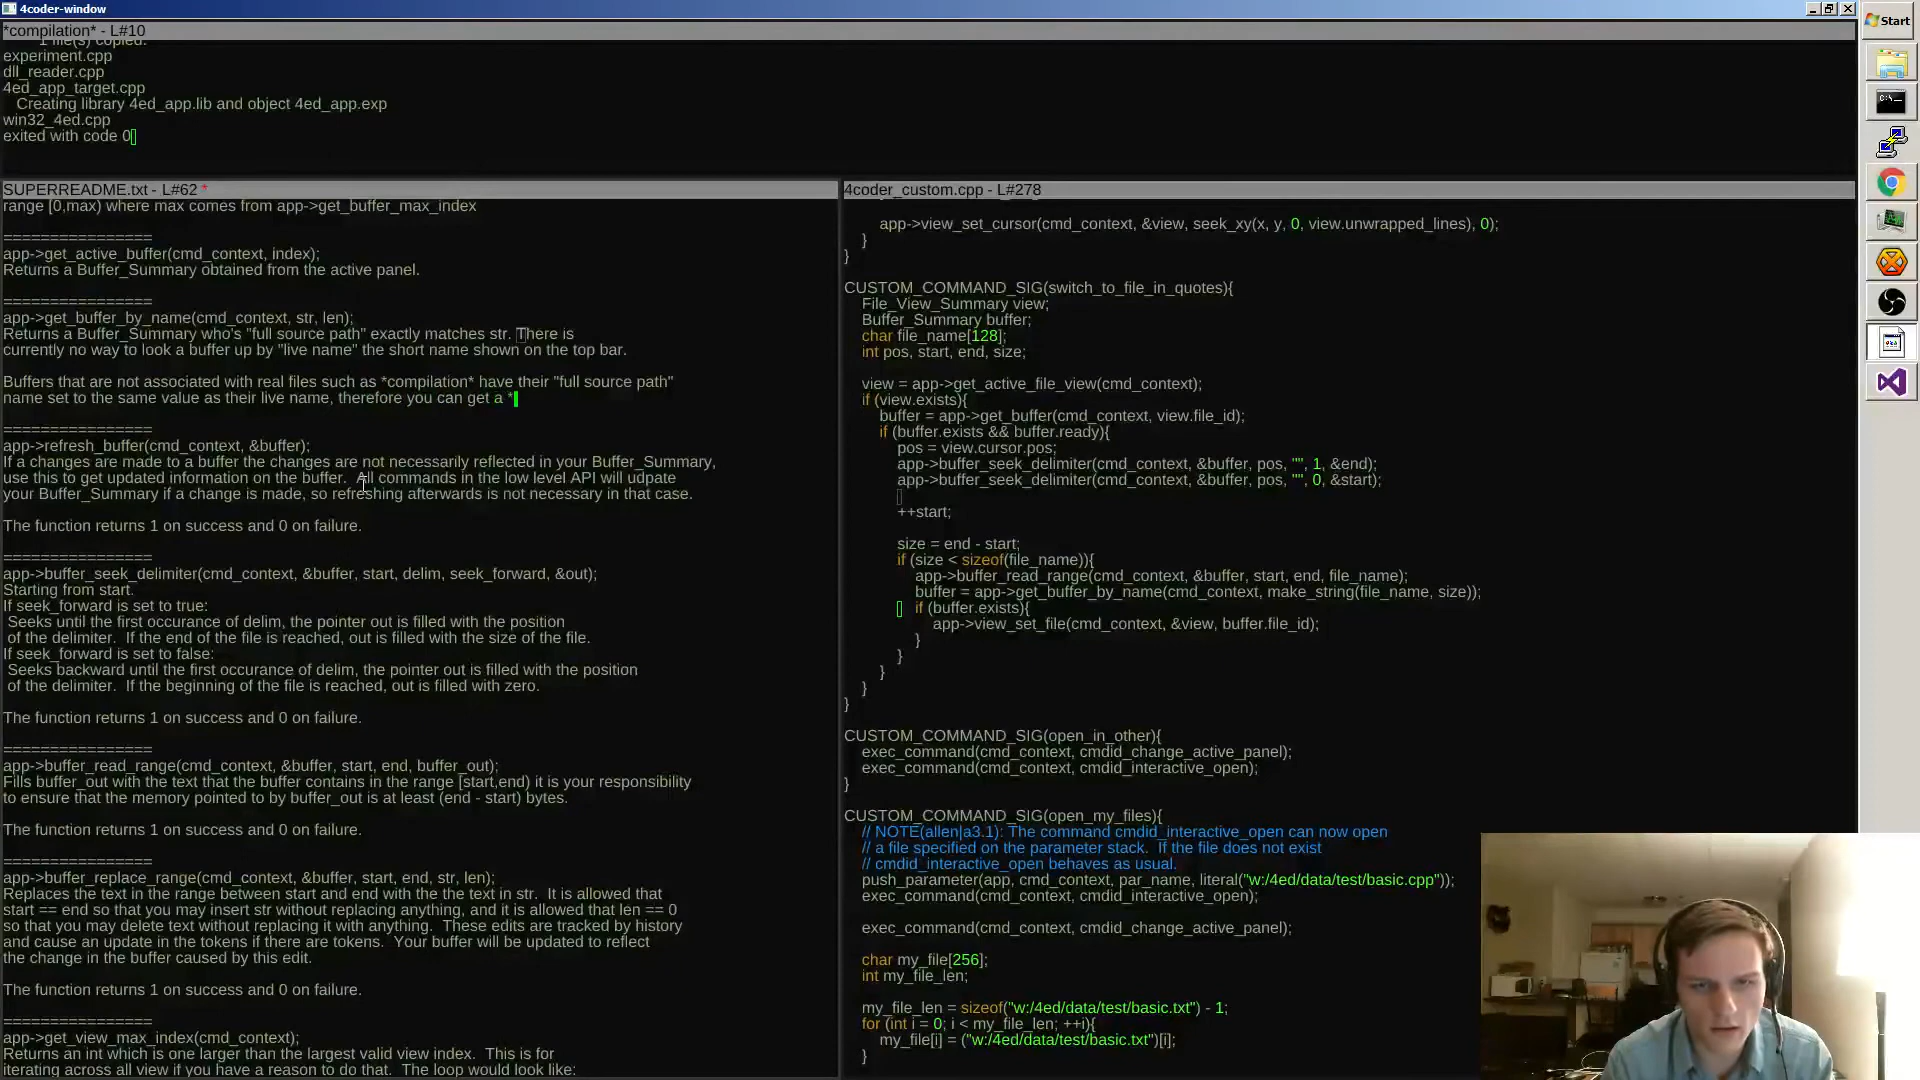 4coder-window
*compilation* - L#10
1 file(s) copied.
experiment.cpp
dll_reader.cpp
4ed_app_target.cpp
Creating library 4ed_app.lib and object 4ed_app.exp
win32_4ed.cpp
exited with code 0
SUPERREADME.txt - L#62 *
range [0,max) where max comes from app->get_buffer_max_index
================
app->get_active_buffer(cmd_context, index);
Returns a Buffer_Summary obtained from the active panel.
================
app->get_buffer_by_name(cmd_context, str, len);
Returns a Buffer_Summary who's "full source path" exactly matches str. There is
currently no way to look a buffer up by "live name" the short name shown on the top bar.
Buffers that are not associated with real files such as *compilation* have their "full source path"
name set to the same value as their live name, therefore you can get a *
================
app->refresh_buffer(cmd_context, &buffer);
If a changes are made to a buffer the changes are not necessarily reflected in your Buffer_Summary,
use this to get updated information on the buffer.  All commands in the low level API will udpate
your Buffer_Summary if a change is made, so refreshing afterwards is not necessary in that case.
The function returns 1 on success and 0 on failure.
================
app->buffer_seek_delimiter(cmd_context, &buffer, start, delim, seek_forward, &out);
Starting from start.
If seek_forward is set to true:
Seeks until the first occurance of delim, the pointer out is filled with the position
of the delimiter.  If the end of the file is reached, out is filled with the size of the file.
If seek_forward is set to false:
Seeks backward until the first occurance of delim, the pointer out is filled with the position
of the delimiter.  If the beginning of the file is reached, out is filled with zero.
The function returns 1 on success and 0 on failure.
================
app->buffer_read_range(cmd_context, &buffer, start, end, buffer_out);
Fills buffer_out with the text that the buffer contains in the range [start,end) it is your responsibility
to ensure that the memory pointed to by buffer_out is at least (end - start) bytes.
The function returns 1 on success and 0 on failure.
================
app->buffer_replace_range(cmd_context, &buffer, start, end, str, len);
Replaces the text in the range between start and end with the the text in str.  It is allowed that
start == end so that you may insert str without replacing anything, and it is allowed that len == 0
so that you may delete text without replacing it with anything.  These edits are tracked by history
and cause an update in the tokens if there are tokens.  Your buffer will be updated to reflect
the change in the buffer caused by this edit.
The function returns 1 on success and 0 on failure.
================
app->get_view_max_index(cmd_context);
Returns an int which is one larger than the largest valid view index.  This is for
iterating across all view if you have a reason to do that.  The loop would look like:
4coder_custom.cpp - L#278
app->view_set_cursor(cmd_context, &view, seek_xy(x, y, 0, view.unwrapped_lines), 0);
}
}
CUSTOM_COMMAND_SIG(switch_to_file_in_quotes){
File_View_Summary view;
Buffer_Summary buffer;
char file_name[128];
int pos, start, end, size;
view = app->get_active_file_view(cmd_context);
if (view.exists){
buffer = app->get_buffer(cmd_context, view.file_id);
if (buffer.exists && buffer.ready){
pos = view.cursor.pos;
app->buffer_seek_delimiter(cmd_context, &buffer, pos, '"', 1, &end);
app->buffer_seek_delimiter(cmd_context, &buffer, pos, '"', 0, &start);
++start;
size = end - start;
if (size < sizeof(file_name)){
app->buffer_read_range(cmd_context, &buffer, start, end, file_name);
buffer = app->get_buffer_by_name(cmd_context, make_string(file_name, size));
if (buffer.exists){
app->view_set_file(cmd_context, &view, buffer.file_id);
}
}
}
}
}
CUSTOM_COMMAND_SIG(open_in_other){
exec_command(cmd_context, cmdid_change_active_panel);
exec_command(cmd_context, cmdid_interactive_open);
}
CUSTOM_COMMAND_SIG(open_my_files){
// NOTE(allen|a3.1): The command cmdid_interactive_open can now open
// a file specified on the parameter stack.  If the file does not exist
// cmdid_interactive_open behaves as usual.
push_parameter(app, cmd_context, par_name, literal("w:/4ed/data/test/basic.cpp"));
exec_command(cmd_context, cmdid_interactive_open);
exec_command(cmd_context, cmdid_change_active_panel);
char my_file[256];
int my_file_len;
my_file_len = sizeof("w:/4ed/data/test/basic.txt") - 1;
for (int i = 0; i < my_file_len; ++i){
my_file[i] = ("w:/4ed/data/test/basic.txt")[i];
}
Start